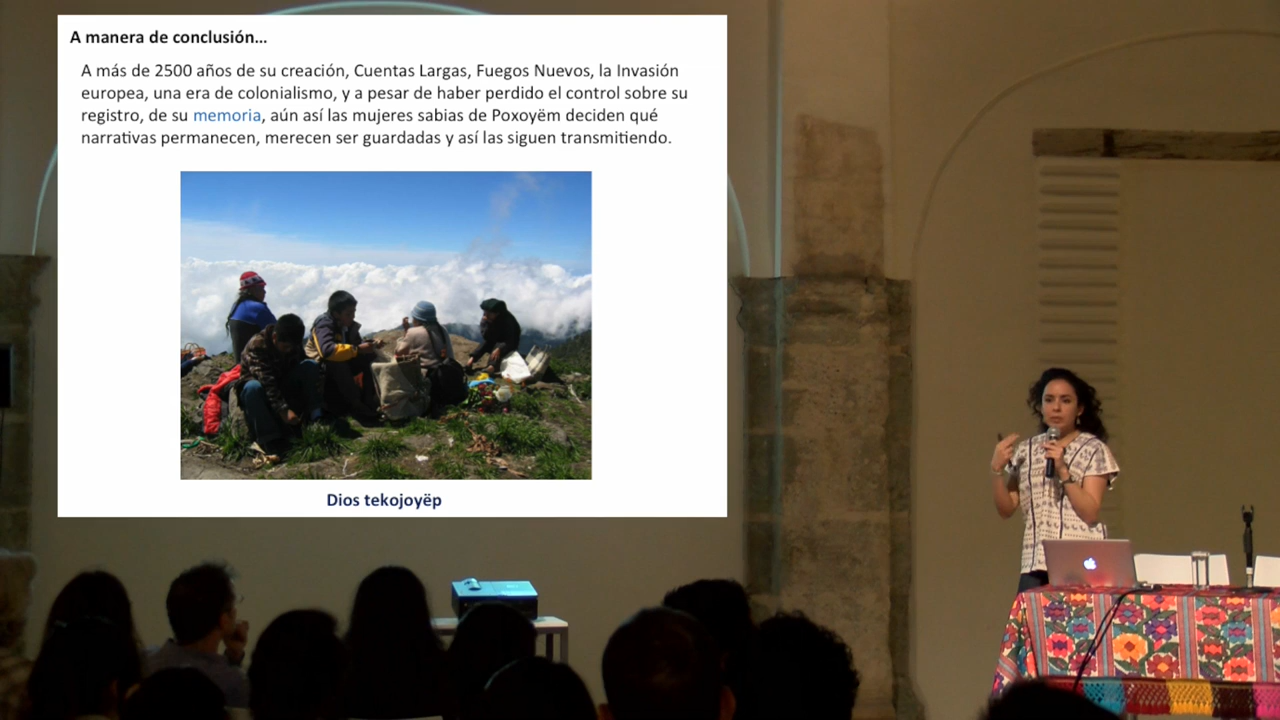 A manera de conclusión...
A más de 2500 años de su creación, Cuentas Largas, Fuegos Nuevos, la Invasión
europea, una era de colonialismo, y a pesar de haber perdido el control sobre su
registro, de su memoria, aún así las mujeres sabias de Poxoyëm deciden qué
narrativas permanecen, merecen ser guardadas y así las siguen transmitiendo.
Dios tekojoyëp